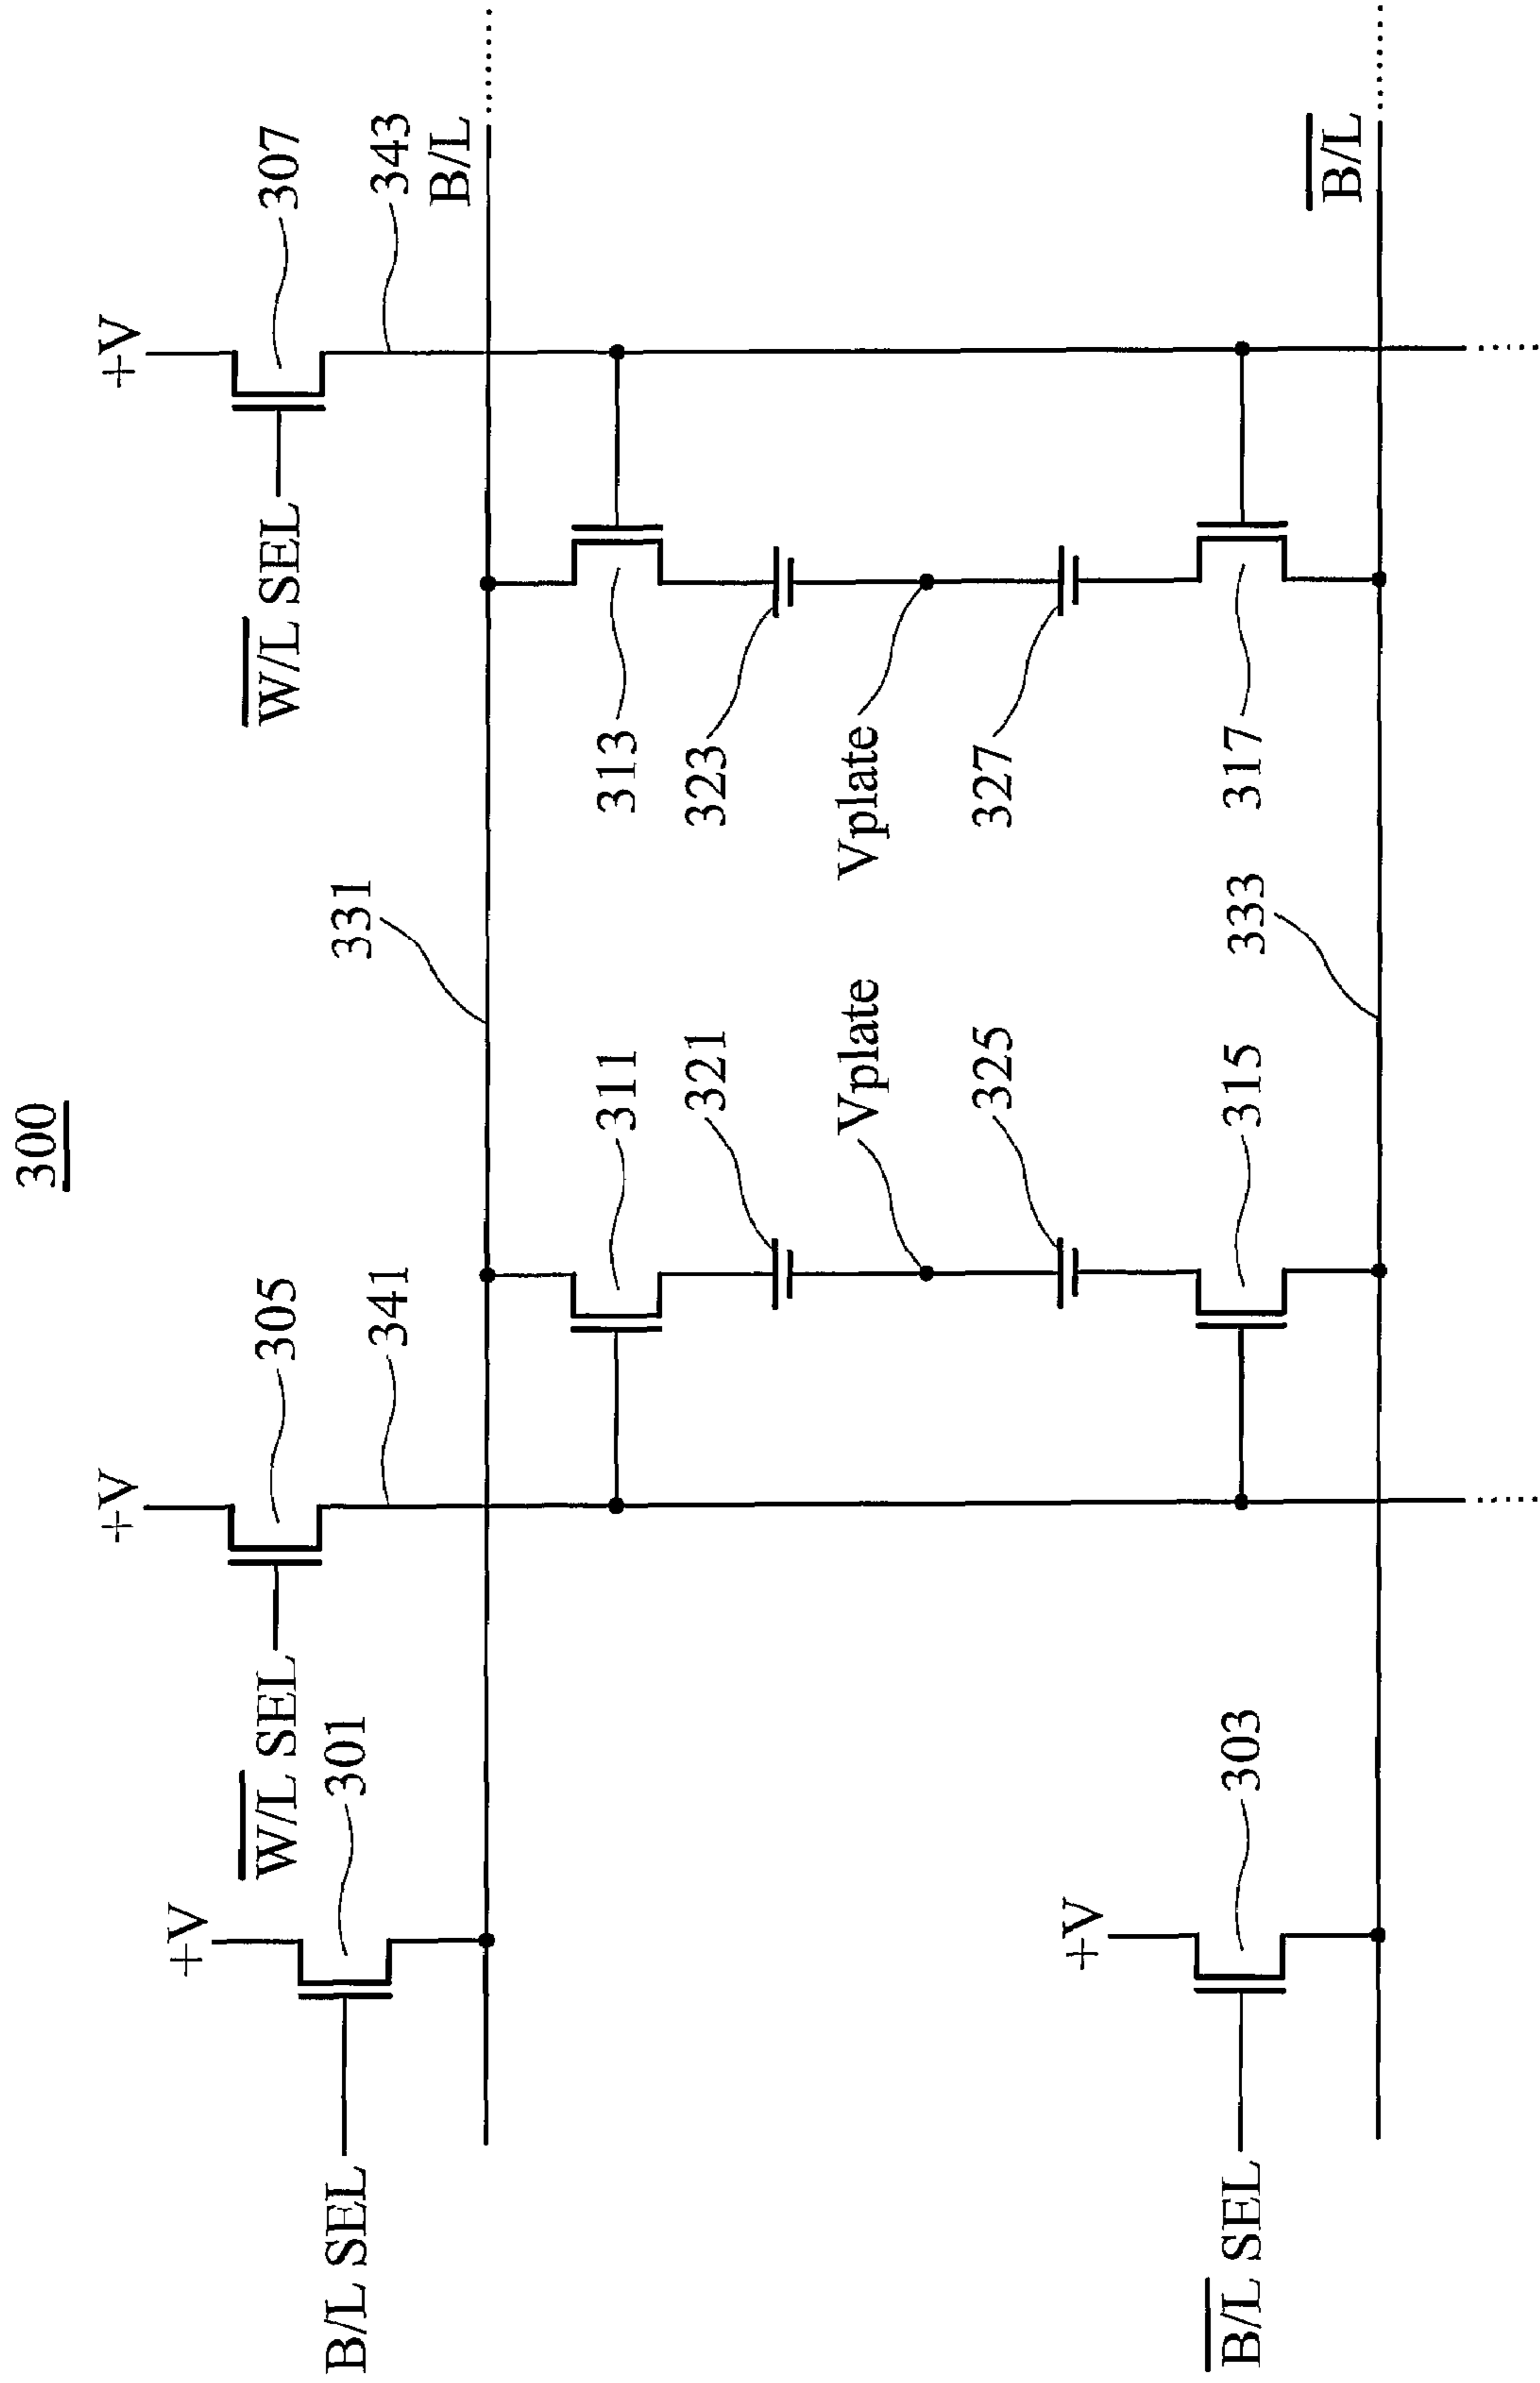 300
+V
+V
+V
W̅/L SEL
305
W̅/L SEL
307
B/L SEL
301
341
343
331
B/L
311
313
321
323
Vplate
Vplate
325
327
+V
B̅/L SEL
303
315
317
333
B̅/L